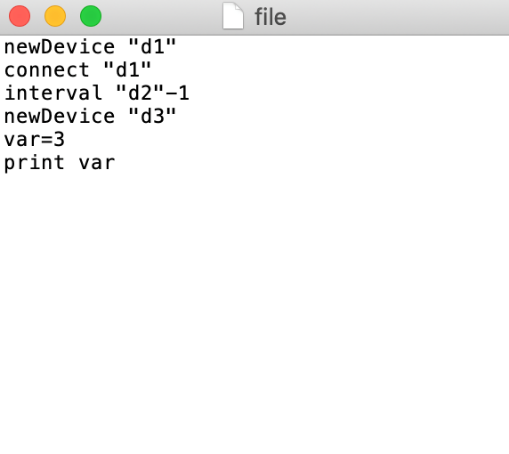 file
newDevice "d1"
connect "d1"
interval "d2"-1
newDevice "d3"
var=3
print var